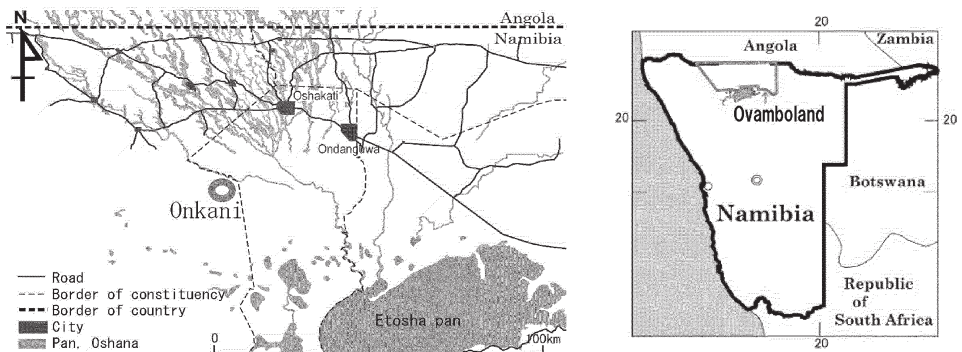 N
Angola
Namibia
Oshakati
Ondangwa
Onkani
Road
Border of constituency
Border of country
City
Pan, Oshana
Etosha pan
0
100km
20
Angola
Zambia
Ovamboland
20
20
Botswana
Namibia
Republic
of
South Africa
20